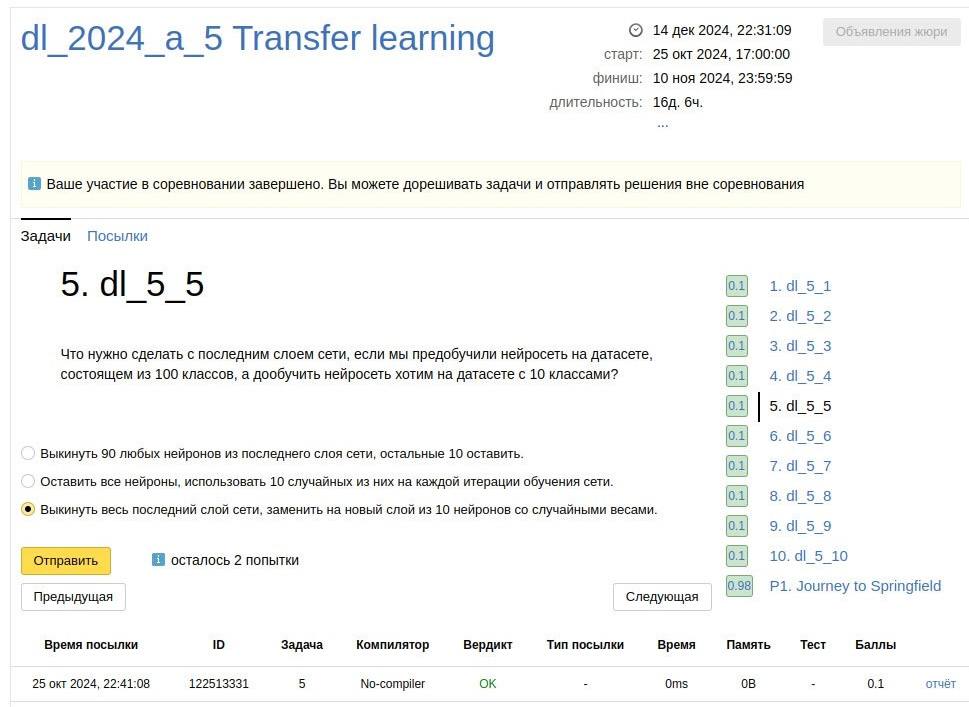 dl_2024_a_5 Transfer learning
14 дек 2024, 22:31:09
старт: 25 окт 2024, 17:00:00
финиш: 10 ноя 2024, 23:59:59
длительность: 16д. 6ч.
...
Объявления жюри
Ваше участие в соревновании завершено. Вы можете дорешивать задачи и отправлять решения вне соревнования
Задачи Посылки
5. dl_5_5
Что нужно сделать с последним слоем сети, если мы предобучили нейросеть на датасете,
состоящем из 100 классов, а дообучить нейросеть хотим на датасете с 10 классами?
Выкинуть 90 любых нейронов из последнего слоя сети, остальные 10 оставить.
Оставить все нейроны, использовать 10 случайных из них на каждой итерации обучения сети.
Выкинуть весь последний слой сети, заменить на новый слой из 10 нейронов со случайными весами.
Отправить осталось 2 попытки
Предыдущая Следующая
0.1 1. dl_5_1
0.1 2. dl_5_2
0.1 3. dl_5_3
0.1 4. dl_5_4
0.1 5. dl_5_5
0.1 6. dl_5_6
0.1 7. dl_5_7
0.1 8. dl_5_8
0.1 9. dl_5_9
0.1 10. dl_5_10
0.98 P1. Journey to Springfield
Время посылки ID Задача Компилятор Вердикт Тип посылки Время Память Тест Баллы
25 окт 2024, 22:41:08 122513331 5 No-compiler OK - 0ms 0B - 0.1 отчёт